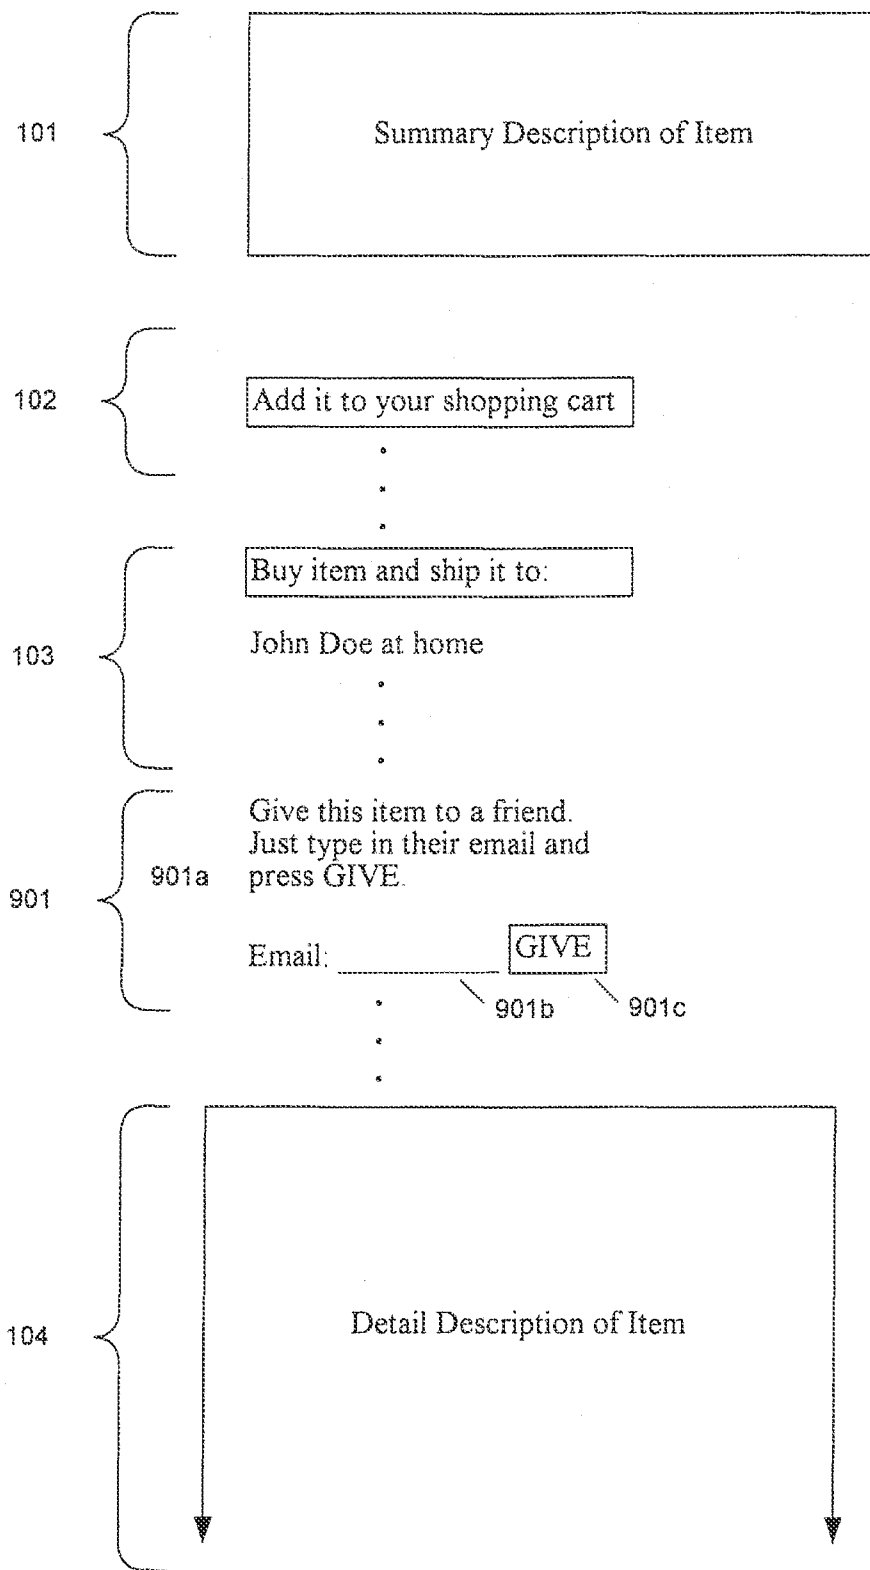 101
Summary Description of Item
102
Add it to your shopping cart
Buy item and ship it to:
103
John Doe at home
901
901a
Give this item to a friend.
Just type in their email and
press GIVE.
Email:
GIVE
901b
901c
104
Detail Description of Item